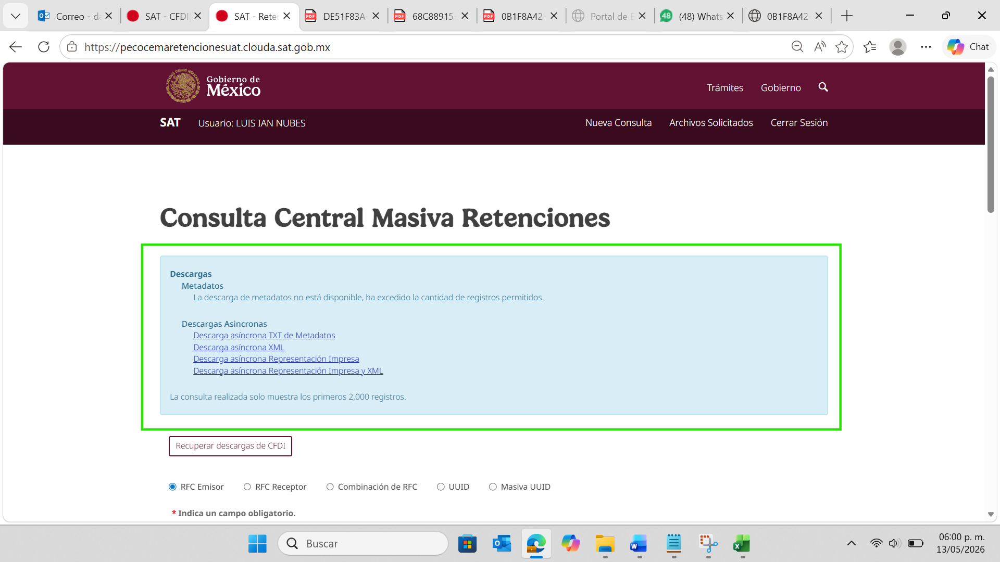 Correo - da
SAT - CFDI
SAT - Reten
DE51F83A-
68C88915-
0B1F8A42-
Portal de E
48
(48) Whats
0B1F8A42-
https://pecocemaretencionesuat.clouda.sat.gob.mx
Chat
Gobierno de
México
Trámites
Gobierno
SAT
Usuario: LUIS IAN NUBES
Nueva Consulta
Archivos Solicitados
Cerrar Sesión
Consulta Central Masiva Retenciones
Descargas
Metadatos
La descarga de metadatos no está disponible, ha excedido la cantidad de registros permitidos.
Descargas Asincronas
Descarga asíncrona TXT de Metadatos
Descarga asíncrona XML
Descarga asíncrona Representación Impresa
Descarga asíncrona Representación Impresa y XML
La consulta realizada solo muestra los primeros 2,000 registros.
Recuperar descargas de CFDI
RFC Emisor
RFC Receptor
Combinación de RFC
UUID
Masiva UUID
* Indica un campo obligatorio.
Buscar
06:00 p. m.
13/05/2026